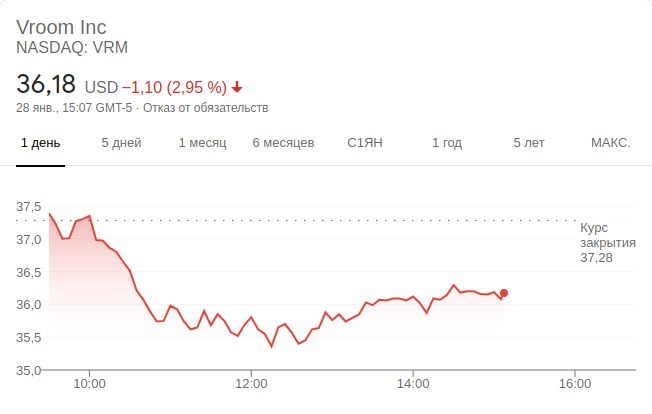 Vroom Inc
NASDAQ: VRM
36,18 USD −1,10 (2,95 %)
28 янв., 15:07 GMT-5 · Отказ от обязательств
1 день 5 дней 1 месяц 6 месяцев С1ЯН 1 год 5 лет МАКС.
37,5
37,0
36,5
36,0
35,5
35,0
Курс
закрытия
37,28
10:00 12:00 14:00 16:00